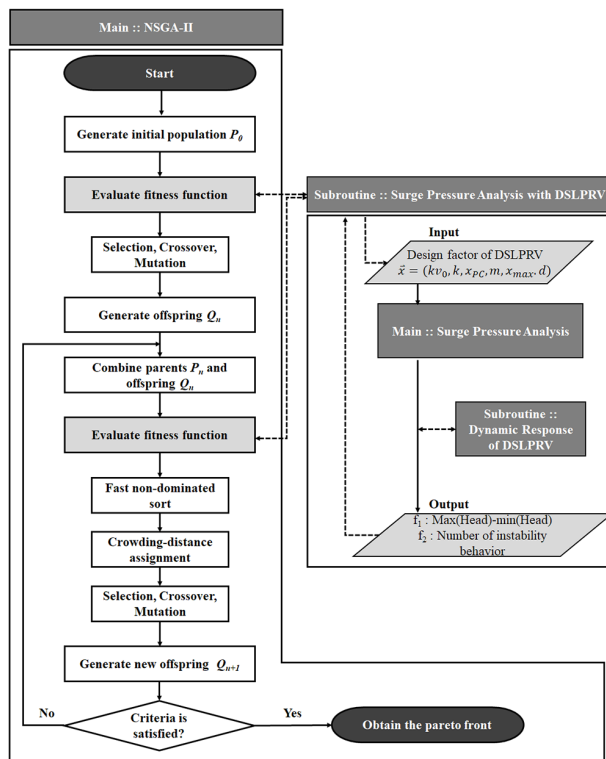 Main :: NSGA-II
Start
Generate initial population P₀
Evaluate fitness function
Selection, Crossover,
Mutation
Generate offspring Qₙ
Combine parents Pₙ and
offspring Qₙ
Evaluate fitness function
Fast non-dominated
sort
Crowding-distance
assignment
Selection, Crossover,
Mutation
Generate new offspring Qₙ₊₁
No
Criteria is
satisfied?
Yes
Obtain the pareto front
Subroutine :: Surge Pressure Analysis with DSLPRV
Input
Design factor of DSLPRV
x⃗ = (kv₀, k, x_PC, m, x_max, d)
Main :: Surge Pressure Analysis
Subroutine ::
Dynamic Response
of DSLPRV
Output
f₁ : Max(Head)-min(Head)
f₂ : Number of instability
behavior